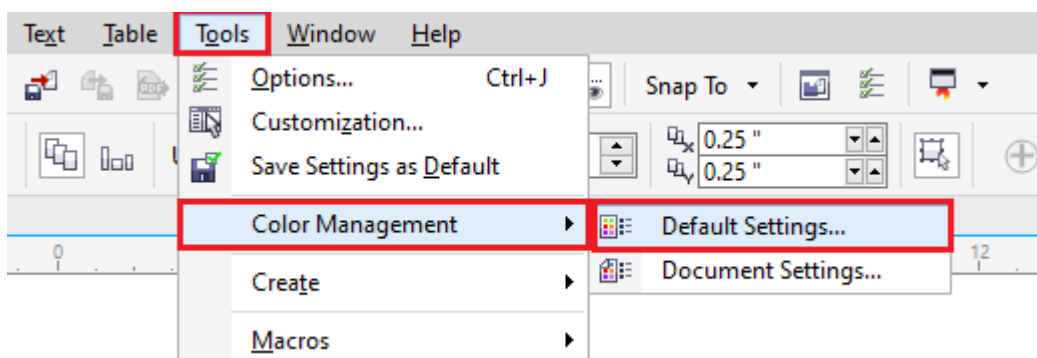 Text Table Tools Window Help
Options... Ctrl+J
Snap To
Customization...
0.25 "
Save Settings as Default
0.25 "
Color Management
Default Settings...
0
12
Document Settings...
Create
Macros